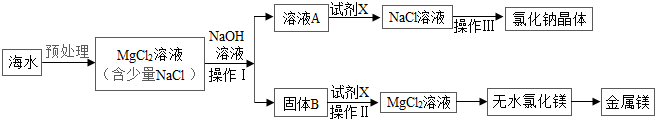 海水
预处理
MgCl₂溶液
(含少量NaCl )
NaOH
溶液
操作Ⅰ
溶液A
试剂X
NaCl溶液
操作Ⅲ
氯化钠晶体
固体B
试剂X
操作Ⅱ
MgCl₂溶液
无水氯化镁
金属镁